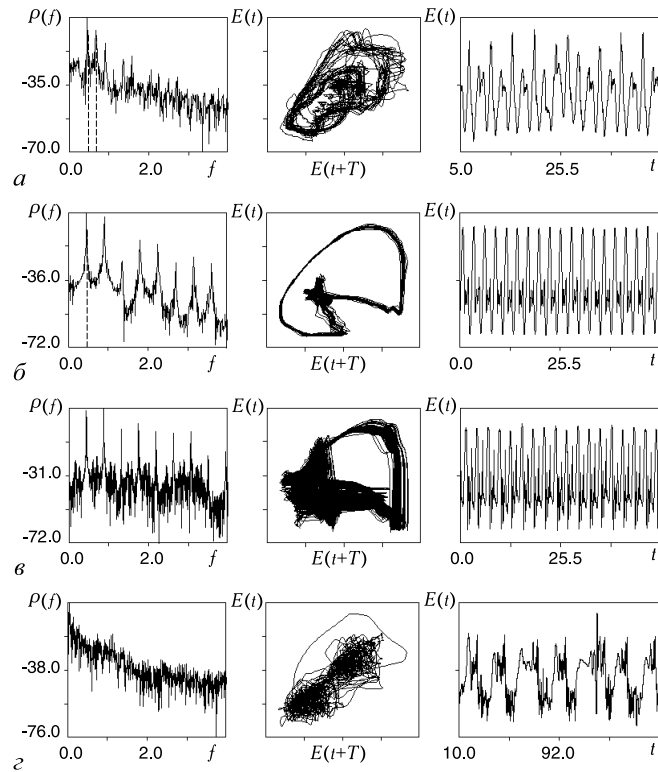 ρ(f) E(t) E(t)
-35.0
-70.0
0.0 2.0 f E(t+T) 5.0 25.5 t
а
ρ(f) E(t) E(t)
-36.0
-72.0
0.0 2.0 f E(t+T) 0.0 25.5 t
б
ρ(f) E(t) E(t)
-31.0
-72.0
0.0 2.0 f E(t+T) 0.0 25.5 t
в
ρ(f) E(t) E(t)
-38.0
-76.0
0.0 2.0 f E(t+T) 10.0 92.0 t
г